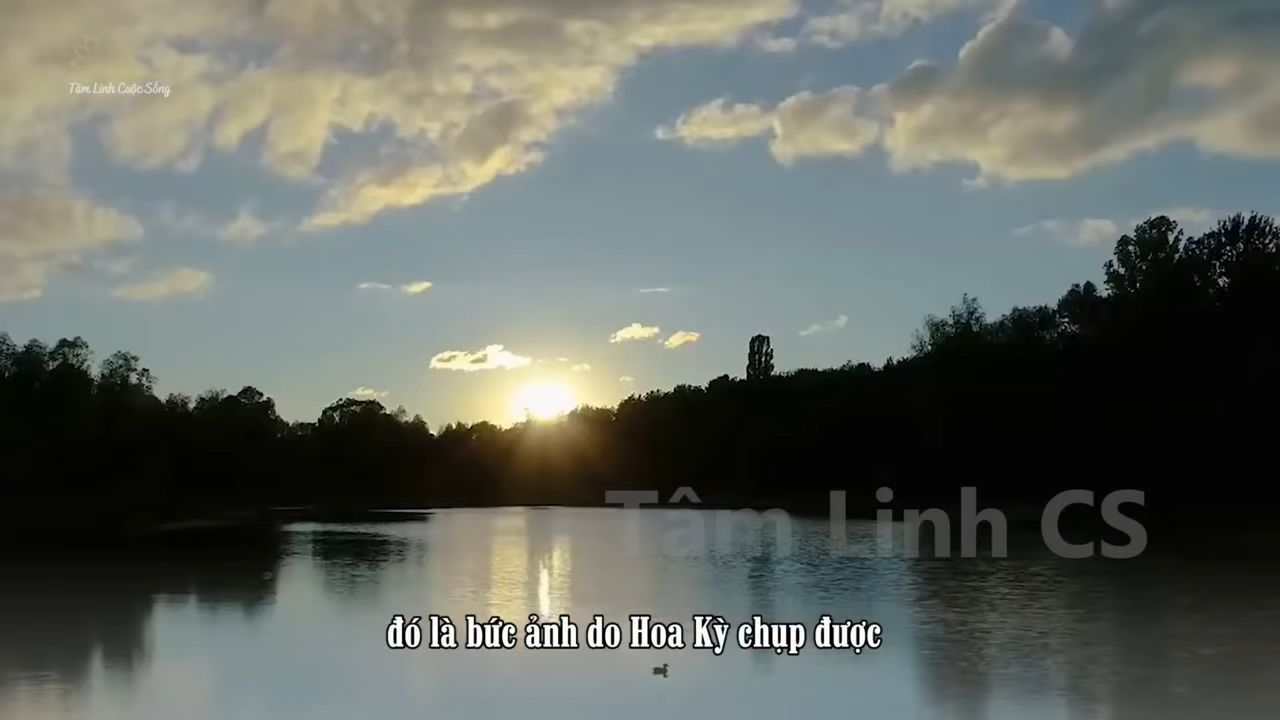 Tâm Linh Cuộc Sống
Tâm Linh CS
đó là bức ảnh do Hoa Kỳ chụp được